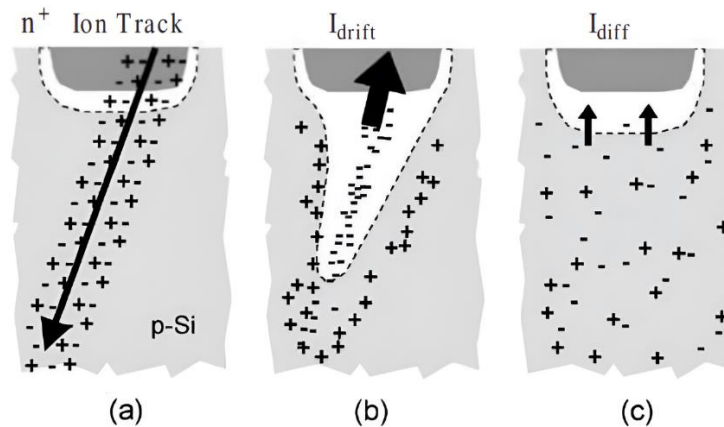 n⁺ Ion Track
I_drift
I_diff
p-Si
(a)
(b)
(c)